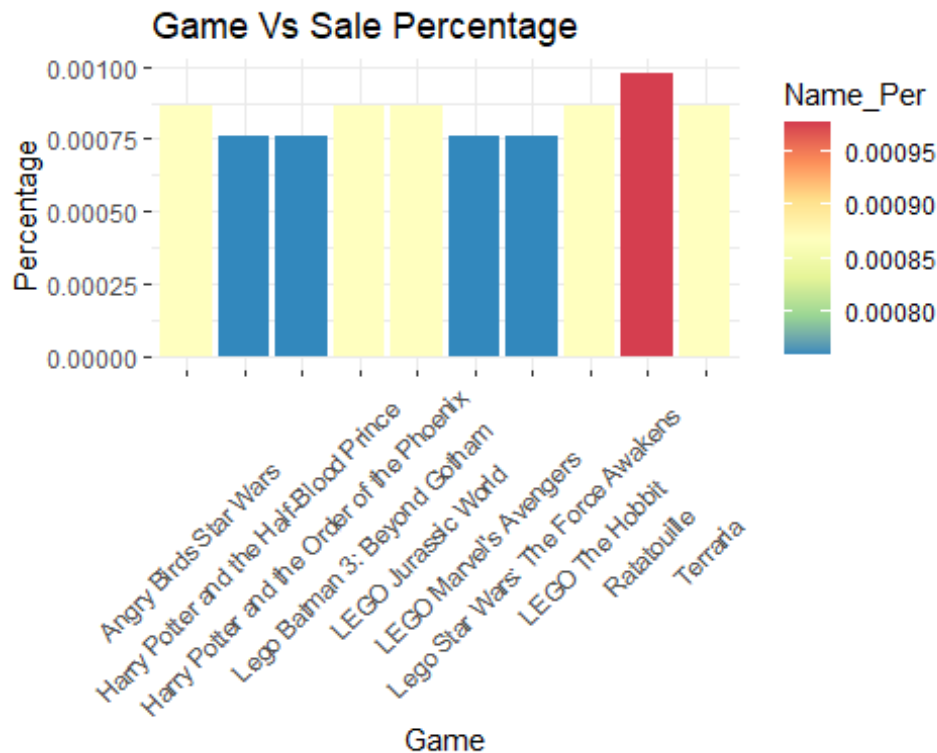 Game Vs Sale Percentage
Percentage
0.00100
0.00075
0.00050
0.00025
0.00000
Name_Per
0.00095
0.00090
0.00085
0.00080
Angry Birds Star Wars
Harry Potter and the Half-Blood Prince
Harry Potter and the Order of the Phoenix
Lego Batman 3: Beyond Gotham
LEGO Jurassic World
LEGO Marvel's Avengers
Lego Star Wars: The Force Awakens
LEGO The Hobbit
Ratatouille
Terraria
Game